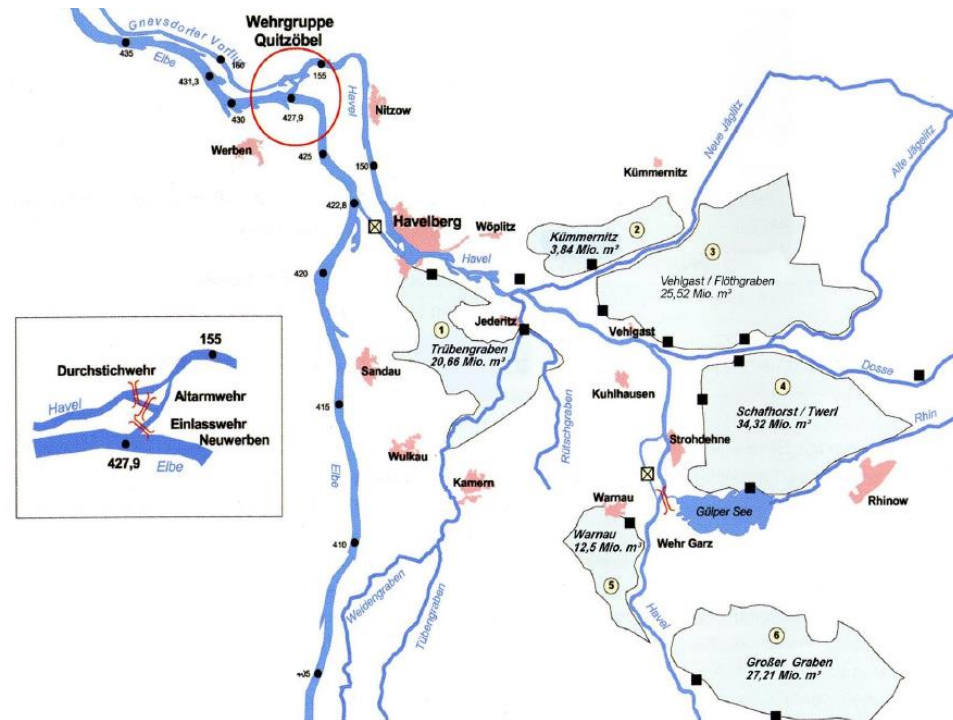 Wehrgruppe
Quitzöbel
Gnevsdorfer Vorflut
Elbe
435
160
431,3
430
427,9
155
Havel
Nitzow
Werben
425
150
422,8
Havelberg
Wöplitz
Havel
420
Kümmernitz
Neue Jäglitz
Alte Jägelitz
2
Kümmernitz
3,84 Mio. m³
3
Vehlgast / Flöthgraben
25,52 Mio. m³
1
Trübengraben
20,66 Mio. m³
Jederitz
Vehlgast
Sandau
Kuhlhausen
Dosse
4
Schafhorst / Twerl
34,32 Mio. m³
Rhin
415
Elbe
Rütschgraben
Wulkau
Kamern
Strohdehne
Rhinow
Gülper See
Warnau
Wehr Garz
Warnau
12,5 Mio. m³
5
410
Weidengraben
Tübengraben
Havel
6
Großer Graben
27,21 Mio. m³
405
155
Durchstichwehr
Altarmwehr
Havel
Einlasswehr
Neuwerben
427,9
Elbe